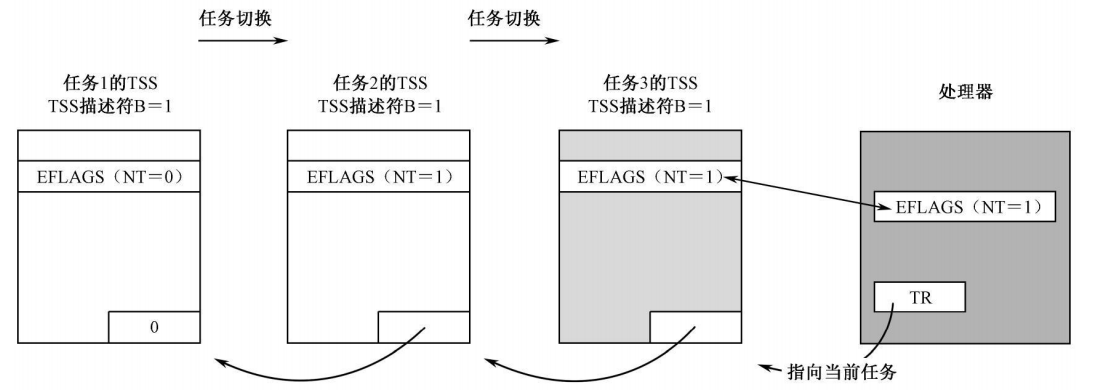 任务切换
任务切换
任务1的TSS
TSS描述符B＝1
任务2的TSS
TSS描述符B＝1
任务3的TSS
TSS描述符B＝1
处理器
EFLAGS（NT＝0）
EFLAGS（NT＝1）
EFLAGS（NT＝1）
EFLAGS（NT＝1）
TR
0
指向当前任务